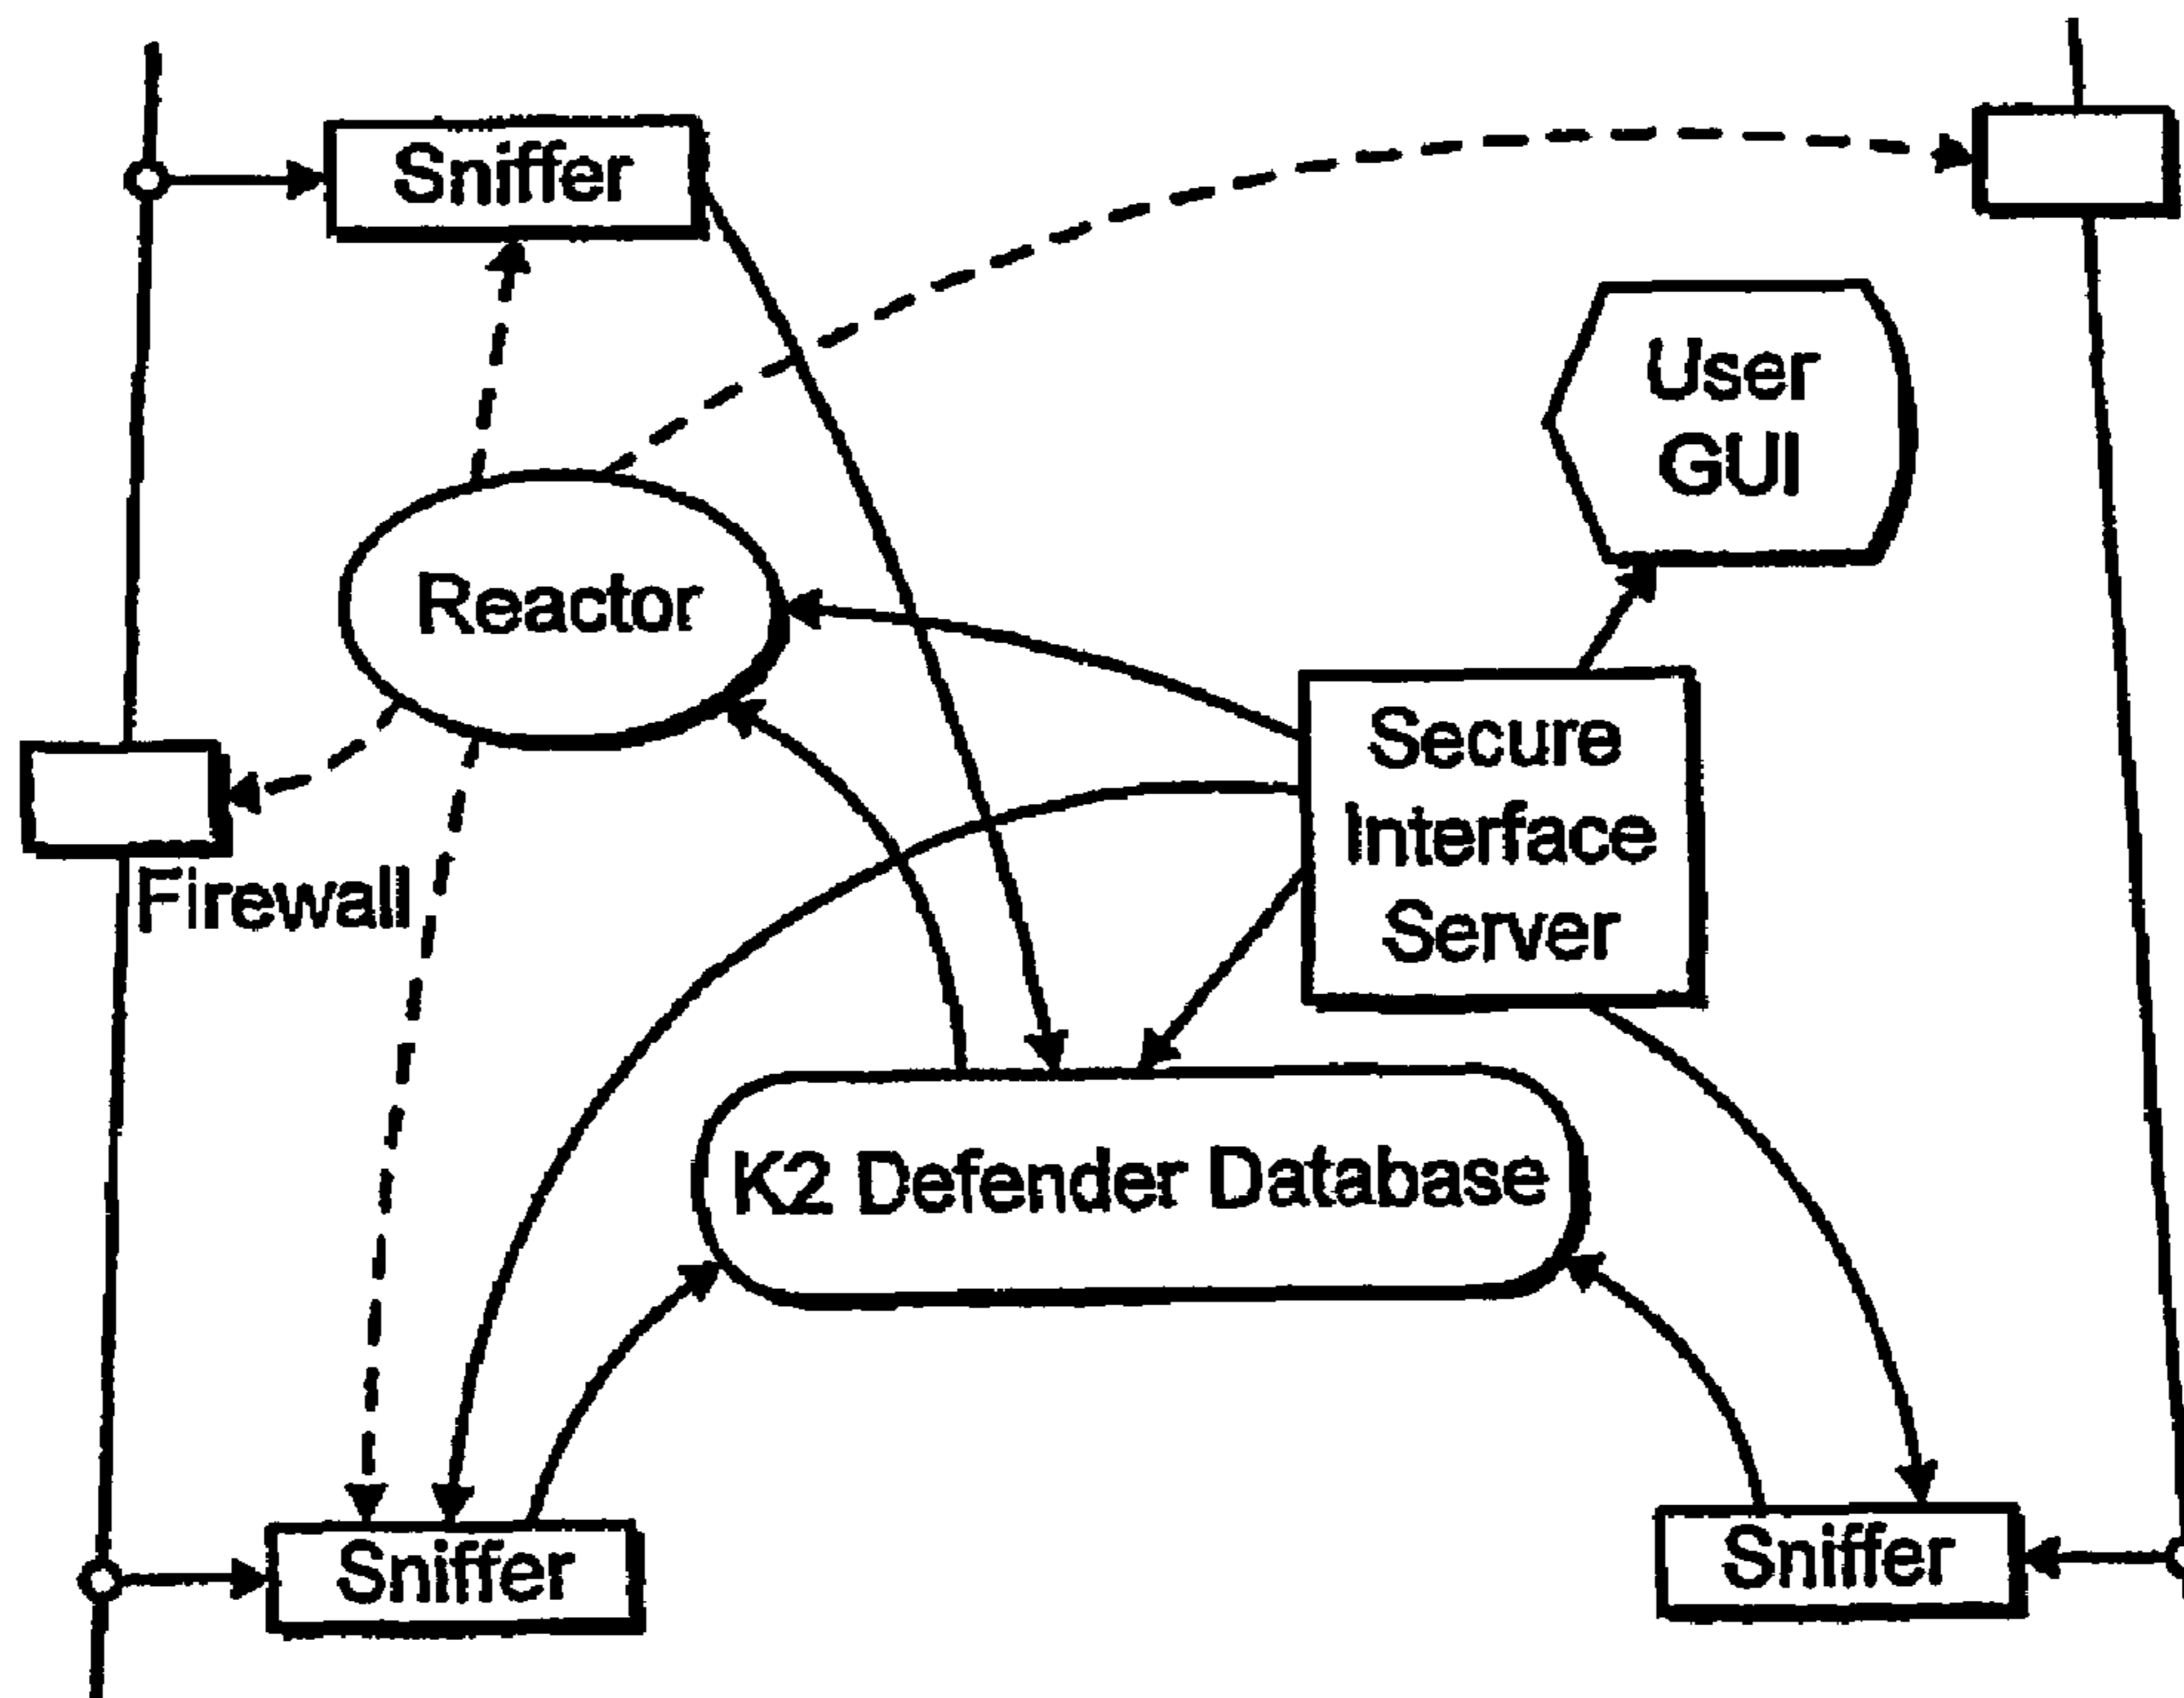 Sniffer
User
GUI
Reactor
Secure
Interface
Server
Firewall
K2 Defender Database
Sniffer
Sniffer